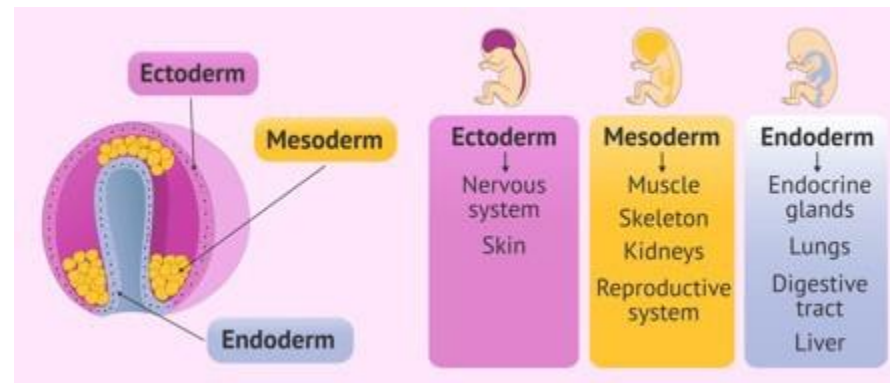 Ectoderm
Mesoderm
Endoderm
Ectoderm
Nervous
system
Skin
Mesoderm
Muscle
Skeleton
Kidneys
Reproductive
system
Endoderm
Endocrine
glands
Lungs
Digestive
tract
Liver